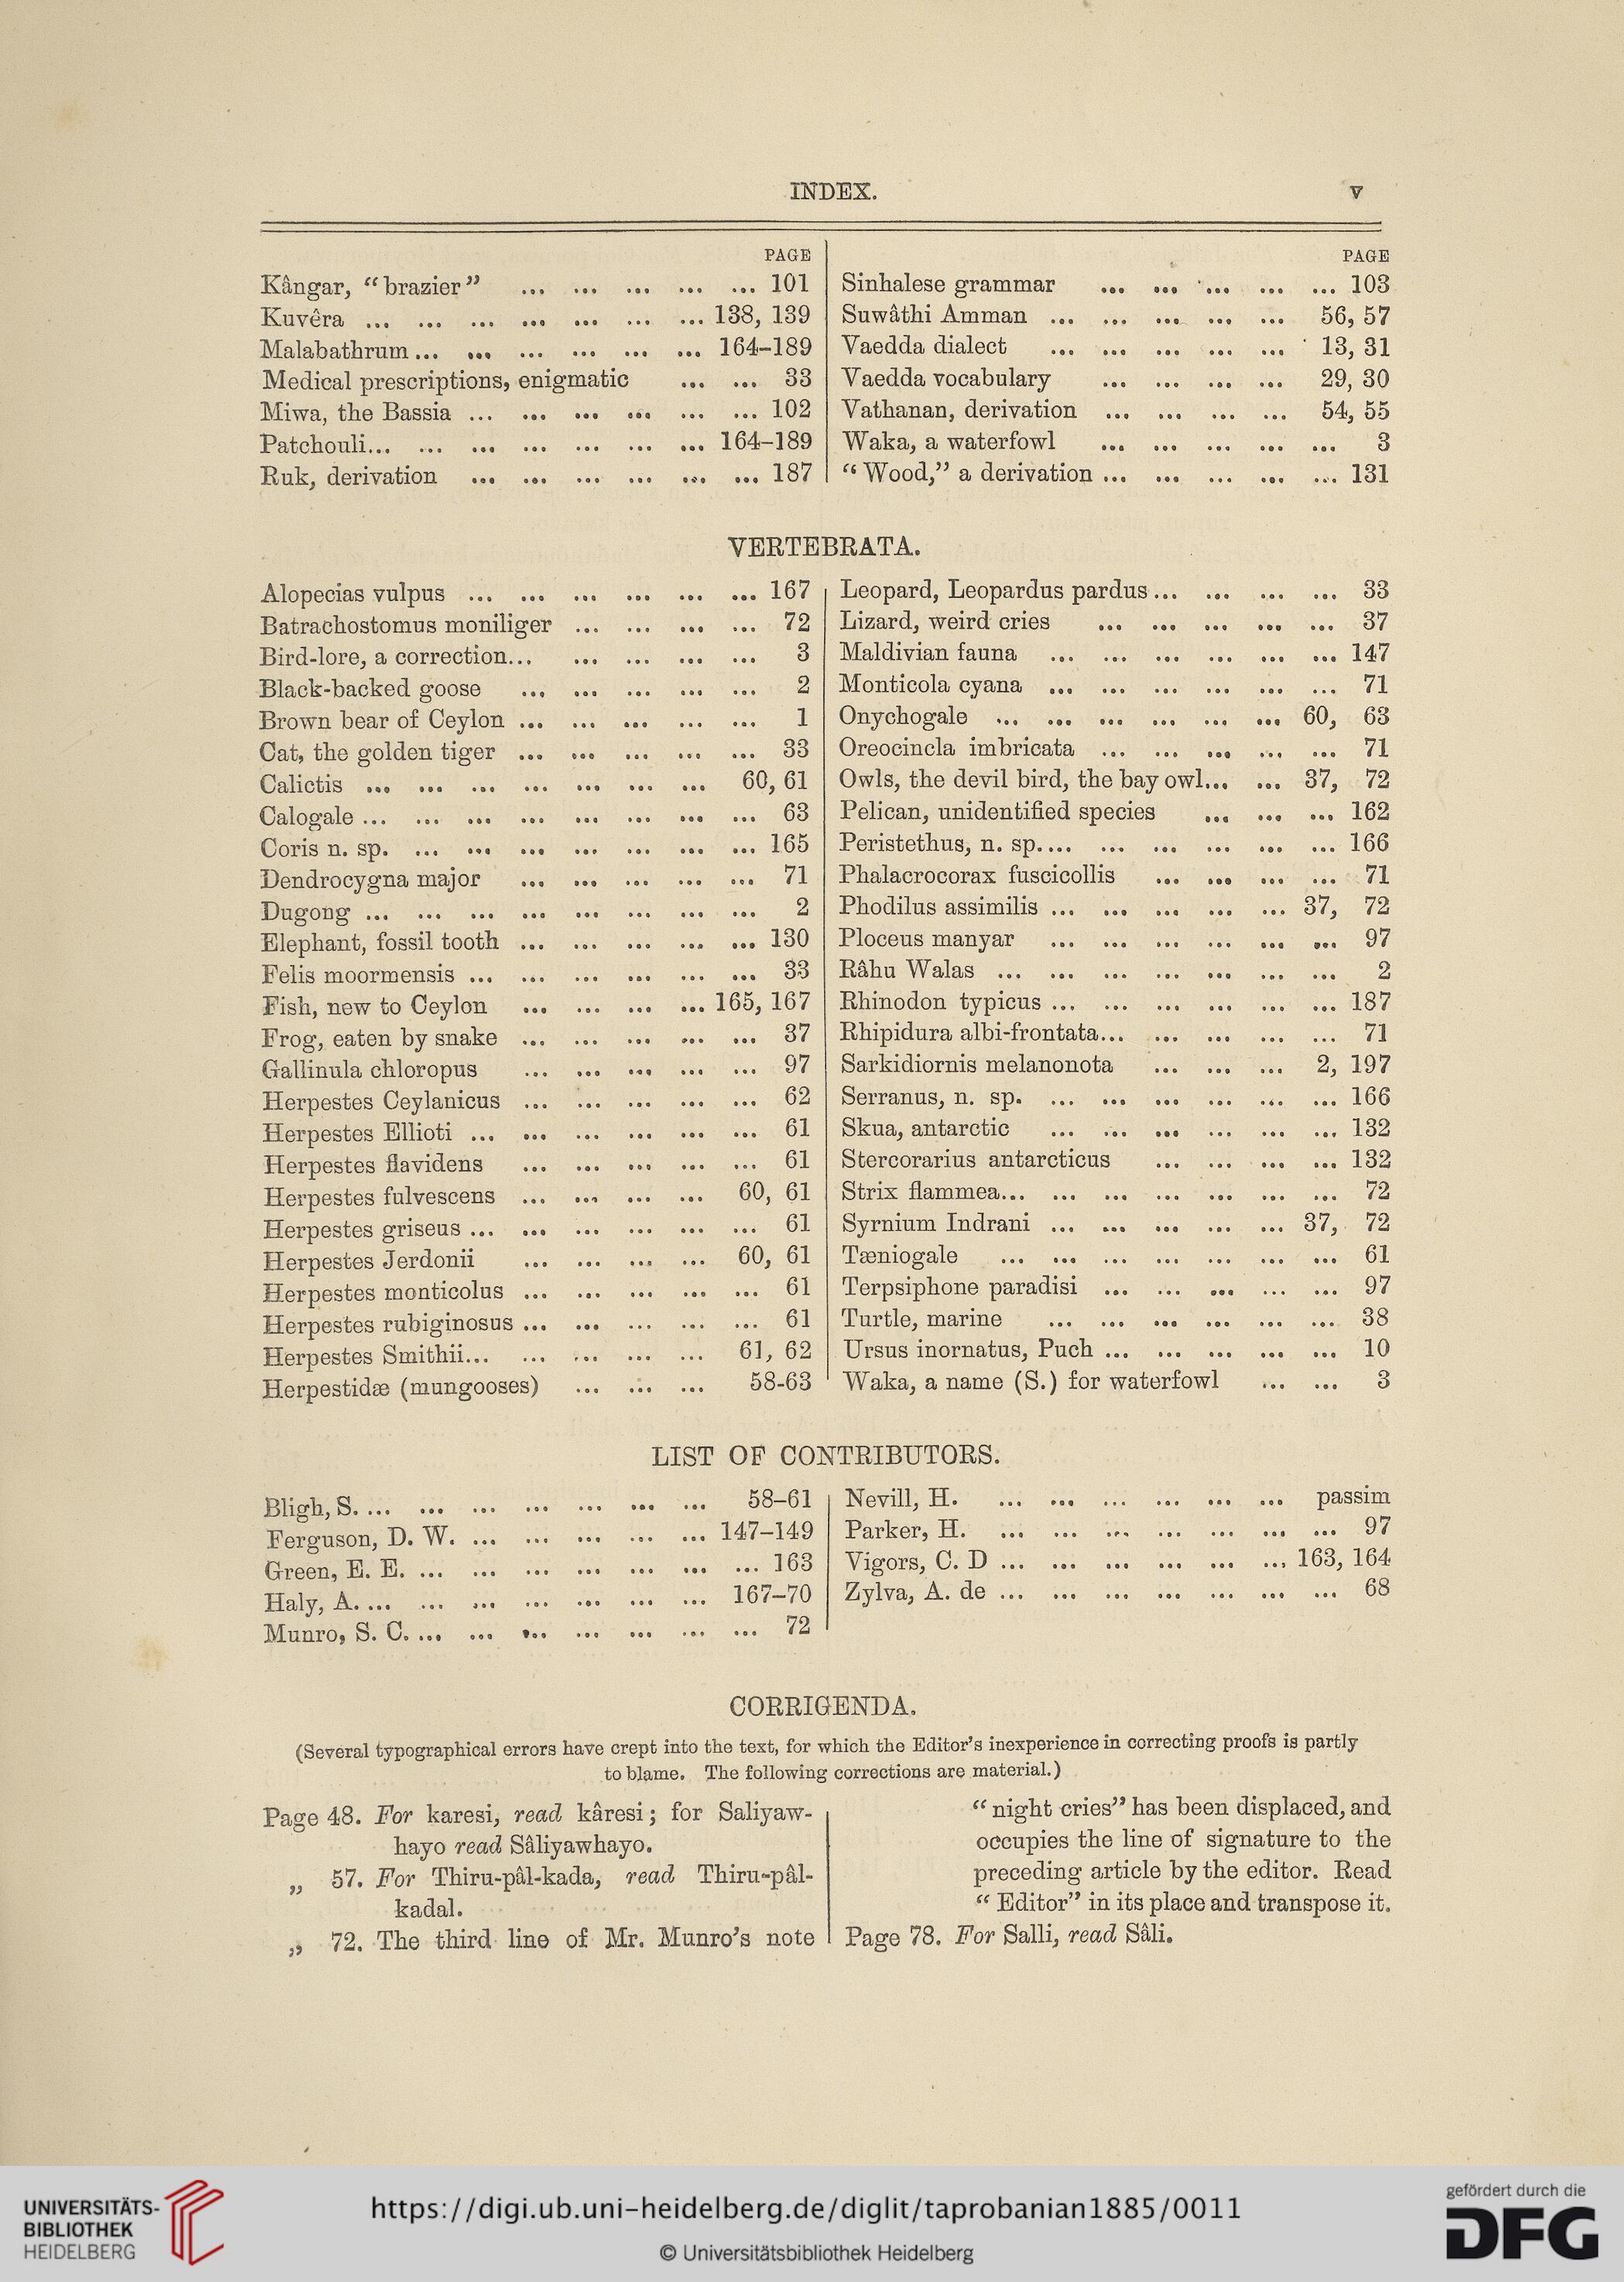 INDEX. v
PAGE
Kângar, “brazier” ... ... ... ... ... 101
Kuvêra ... ... ... ... ... ... ... 138, 139
Malabathrum ... ... ... ... ... ... 164–189
Medical prescriptions, enigmatic ... ... 33
Miwa, the Bassia ... ... ... ... ... ... 102
Patchouli... ... ... ... ... ... ... 164–189
Ruk, derivation ... ... ... ... ... ... 187
PAGE
Sinhalese grammar ... ... ... ... ... 103
Suwâthi Amman ... ... ... ... ... 56, 57
Vaedda dialect ... ... ... ... ... 13, 31
Vaedda vocabulary ... ... ... ... 29, 30
Vathanan, derivation ... ... ... ... 54, 55
Waka, a waterfowl ... ... ... ... ... 3
“Wood,” a derivation ... ... ... ... ... 131
VERTEBRATA.
Alopecias vulpus ... ... ... ... ... ... 167
Batrachostomus moniliger ... ... ... ... 72
Bird-lore, a correction... ... ... ... ... 3
Black-backed goose ... ... ... ... ... 2
Brown bear of Ceylon ... ... ... ... ... 1
Cat, the golden tiger ... ... ... ... ... 33
Calictis ... ... ... ... ... ... ... 60, 61
Calogale ... ... ... ... ... ... ... ... 63
Coris n. sp. ... ... ... ... ... ... ... 165
Dendrocygna major ... ... ... ... ... 71
Dugong ... ... ... ... ... ... ... ... 2
Elephant, fossil tooth ... ... ... ... ... 130
Felis moormensis ... ... ... ... ... ... 33
Fish, new to Ceylon ... ... ... ... 165, 167
Frog, eaten by snake ... ... ... ... ... 37
Gallinula chloropus ... ... ... ... ... 97
Herpestes Ceylanicus ... ... ... ... ... 62
Herpestes Ellioti ... ... ... ... ... ... 61
Herpestes flavidens ... ... ... ... ... 61
Herpestes fulvescens ... ... ... ... 60, 61
Herpestes griseus ... ... ... ... ... ... 61
Herpestes Jerdonii ... ... ... ... 60, 61
Herpestes monticolus ... ... ... ... ... 61
Herpestes rubiginosus ... ... ... ... ... 61
Herpestes Smithii... ... ... ... ... 61, 62
Herpestidæ (mungooses) ... ... ... 58-63
Leopard, Leopardus pardus ... ... ... ... 33
Lizard, weird cries ... ... ... ... ... 37
Maldivian fauna ... ... ... ... ... ... 147
Monticola cyana ... ... ... ... ... ... 71
Onychogale ... ... ... ... ... ... 60, 63
Oreocincla imbricata ... ... ... ... ... 71
Owls, the devil bird, the bay owl... ... 37, 72
Pelican, unidentified species ... ... ... 162
Peristethus, n. sp.... ... ... ... ... ... 166
Phalacrocorax fuscicollis ... ... ... ... 71
Phodilus assimilis ... ... ... ... ... 37, 72
Ploceus manyar ... ... ... ... ... ... 97
Râhu Walas ... ... ... ... ... ... ... 2
Rhinodon typicus ... ... ... ... ... ... 187
Rhipidura albi-frontata... ... ... ... ... 71
Sarkidiornis melanonota ... ... ... 2, 197
Serranus, n. sp. ... ... ... ... ... ... 166
Skua, antarctic ... ... ... ... ... ... 132
Stercorarius antarcticus ... ... ... ... 132
Strix flammea... ... ... ... ... ... ... 72
Syrnium Indrani ... ... ... ... ... 37, 72
Tæniogale ... ... ... ... ... ... ... 61
Terpsiphone paradisi ... ... ... ... ... 97
Turtle, marine ... ... ... ... ... ... 38
Ursus inornatus, Puch ... ... ... ... ... 10
Waka, a name (S.) for waterfowl ... ... 3
LIST OF CONTRIBUTORS.
Bligh, S. ... ... ... ... ... ... ... 58–61
Ferguson, D. W. ... ... ... ... ... 147–149
Green, E. E. ... ... ... ... ... ... ... 163
Haly, A. ... ... ... ... ... ... ... 167–70
Munro, S. C. ... ... ... ... ... ... ... 72
Nevill, H. ... ... ... ... ... ... passim
Parker, H. ... ... ... ... ... ... ... 97
Vigors, C. D ... ... ... ... ... ... 163, 164
Zylva, A. de ... ... ... ... ... ... ... 68
CORRIGENDA.
(Several typographical errors have crept into the text, for which the Editor’s inexperience in correcting proofs is partly
to blame. The following corrections are material.)
Page 48. For karesi, read kâresi; for Saliyaw-
hayo read Sâliyawhayo.
„ 57. For Thiru-pâl-kada, read Thiru-pâl-
kadal.
„ 72. The third line of Mr. Munro’s note
“night cries” has been displaced, and
occupies the line of signature to the
preceding article by the editor. Read
“Editor” in its place and transpose it.
Page 78. For Salli, read Sâli.
UNIVERSITÄTS-
BIBLIOTHEK
HEIDELBERG
https://digi.ub.uni-heidelberg.de/diglit/taprobanian1885/0011
© Universitätsbibliothek Heidelberg
gefördert durch die
DFG